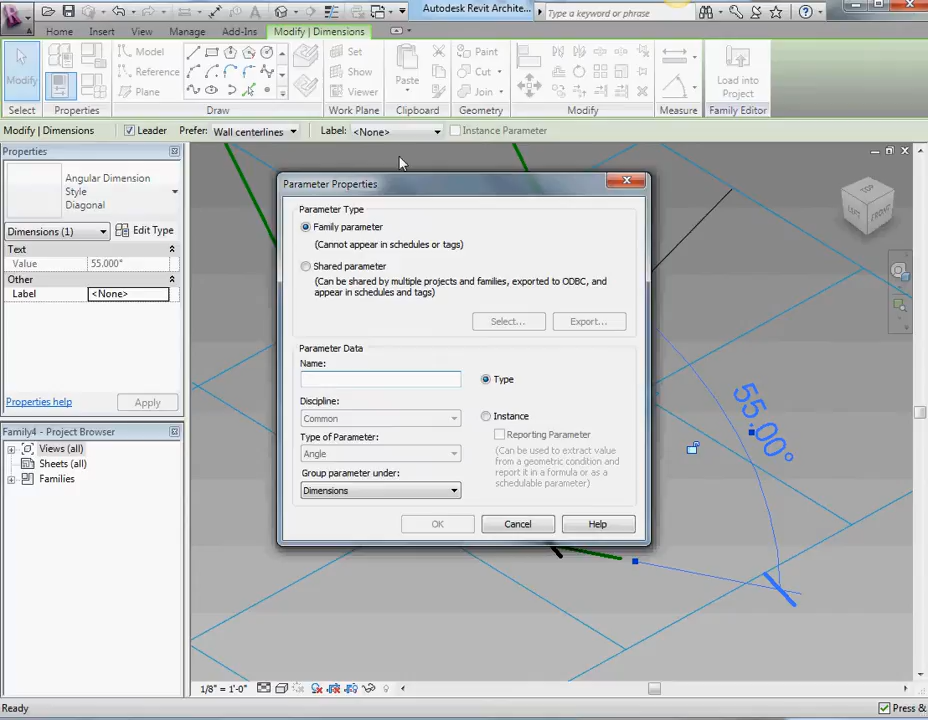 Autodesk Revit Archite...
Type a keyword or phrase
Home Insert View Manage Add-Ins Modify | Dimensions
Modify
Model
Reference
Plane
Set
Show
Viewer
Paste
Cut
Paint
Join
Load into
Project
Select Properties Draw Work Plane Clipboard Geometry Modify Measure Family Editor
Modify | Dimensions Leader Prefer: Wall centerlines Label: <None> Instance Parameter
Properties
Angular Dimension
Style
Diagonal
Dimensions (1) Edit Type
Text
Value 55.000°
Other
Label <None>
Properties help Apply
Family4 - Project Browser
Views (all)
Sheets (all)
Families
Parameter Properties
Parameter Type
Family parameter
(Cannot appear in schedules or tags)
Shared parameter
(Can be shared by multiple projects and families, exported to ODBC, and
appear in schedules and tags)
Select... Export...
Parameter Data
Name:
Type
Discipline:
Common
Instance
Type of Parameter:
Reporting Parameter
Angle
(Can be used to extract value
from a geometric condition and
report it in a formula or as a
schedulable parameter)
Group parameter under:
Dimensions
OK Cancel Help
TOP
LEFT
FRONT
55.00°
1/8" = 1'-0"
Ready
Press &